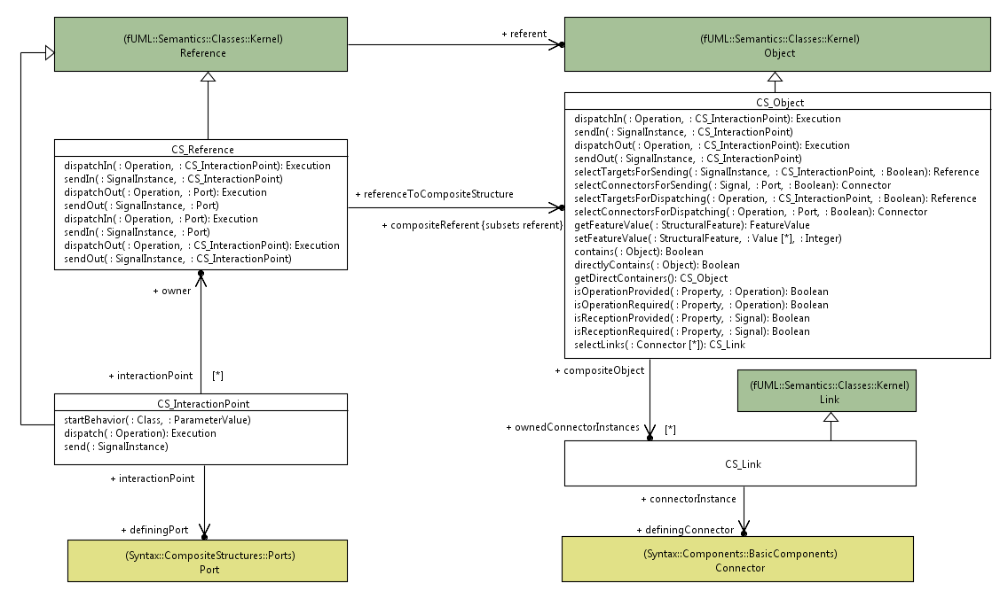 (fUML::Semantics::Classes::Kernel)
Reference
+ referent
(fUML::Semantics::Classes::Kernel)
Object
CS_Reference
dispatchIn( : Operation,  : CS_InteractionPoint): Execution
sendIn( : SignalInstance,  : CS_InteractionPoint)
dispatchOut( : Operation,  : Port): Execution
sendOut( : SignalInstance,  : Port)
dispatchIn( : Operation,  : Port): Execution
sendIn( : SignalInstance,  : Port)
dispatchOut( : Operation,  : CS_InteractionPoint): Execution
sendOut( : SignalInstance,  : CS_InteractionPoint)
+ referenceToCompositeStructure
+ compositeReferent {subsets referent}
CS_Object
dispatchIn( : Operation,  : CS_InteractionPoint): Execution
sendIn( : SignalInstance,  : CS_InteractionPoint)
dispatchOut( : Operation,  : CS_InteractionPoint): Execution
sendOut( : SignalInstance,  : CS_InteractionPoint)
selectTargetsForSending( : SignalInstance,  : CS_InteractionPoint,  : Boolean): Reference
selectConnectorsForSending( : Signal,  : Port,  : Boolean): Connector
selectTargetsForDispatching( : Operation,  : CS_InteractionPoint,  : Boolean): Reference
selectConnectorsForDispatching( : Operation,  : Port,  : Boolean): Connector
getFeatureValue( : StructuralFeature): FeatureValue
setFeatureValue( : StructuralFeature,  : Value [*],  : Integer)
contains( : Object): Boolean
directlyContains( : Object): Boolean
getDirectContainers(): CS_Object
isOperationProvided( : Property,  : Operation): Boolean
isOperationRequired( : Property,  : Operation): Boolean
isReceptionProvided( : Property,  : Signal): Boolean
isReceptionRequired( : Property,  : Signal): Boolean
selectLinks( : Connector [*]): CS_Link
+ owner
+ interactionPoint [*]
CS_InteractionPoint
startBehavior( : Class,  : ParameterValue)
dispatch( : Operation): Execution
send( : SignalInstance)
+ compositeObject
+ ownedConnectorInstances [*]
(fUML::Semantics::Classes::Kernel)
Link
CS_Link
+ interactionPoint
+ definingPort
(Syntax::CompositeStructures::Ports)
Port
+ connectorInstance
+ definingConnector
(Syntax::Components::BasicComponents)
Connector